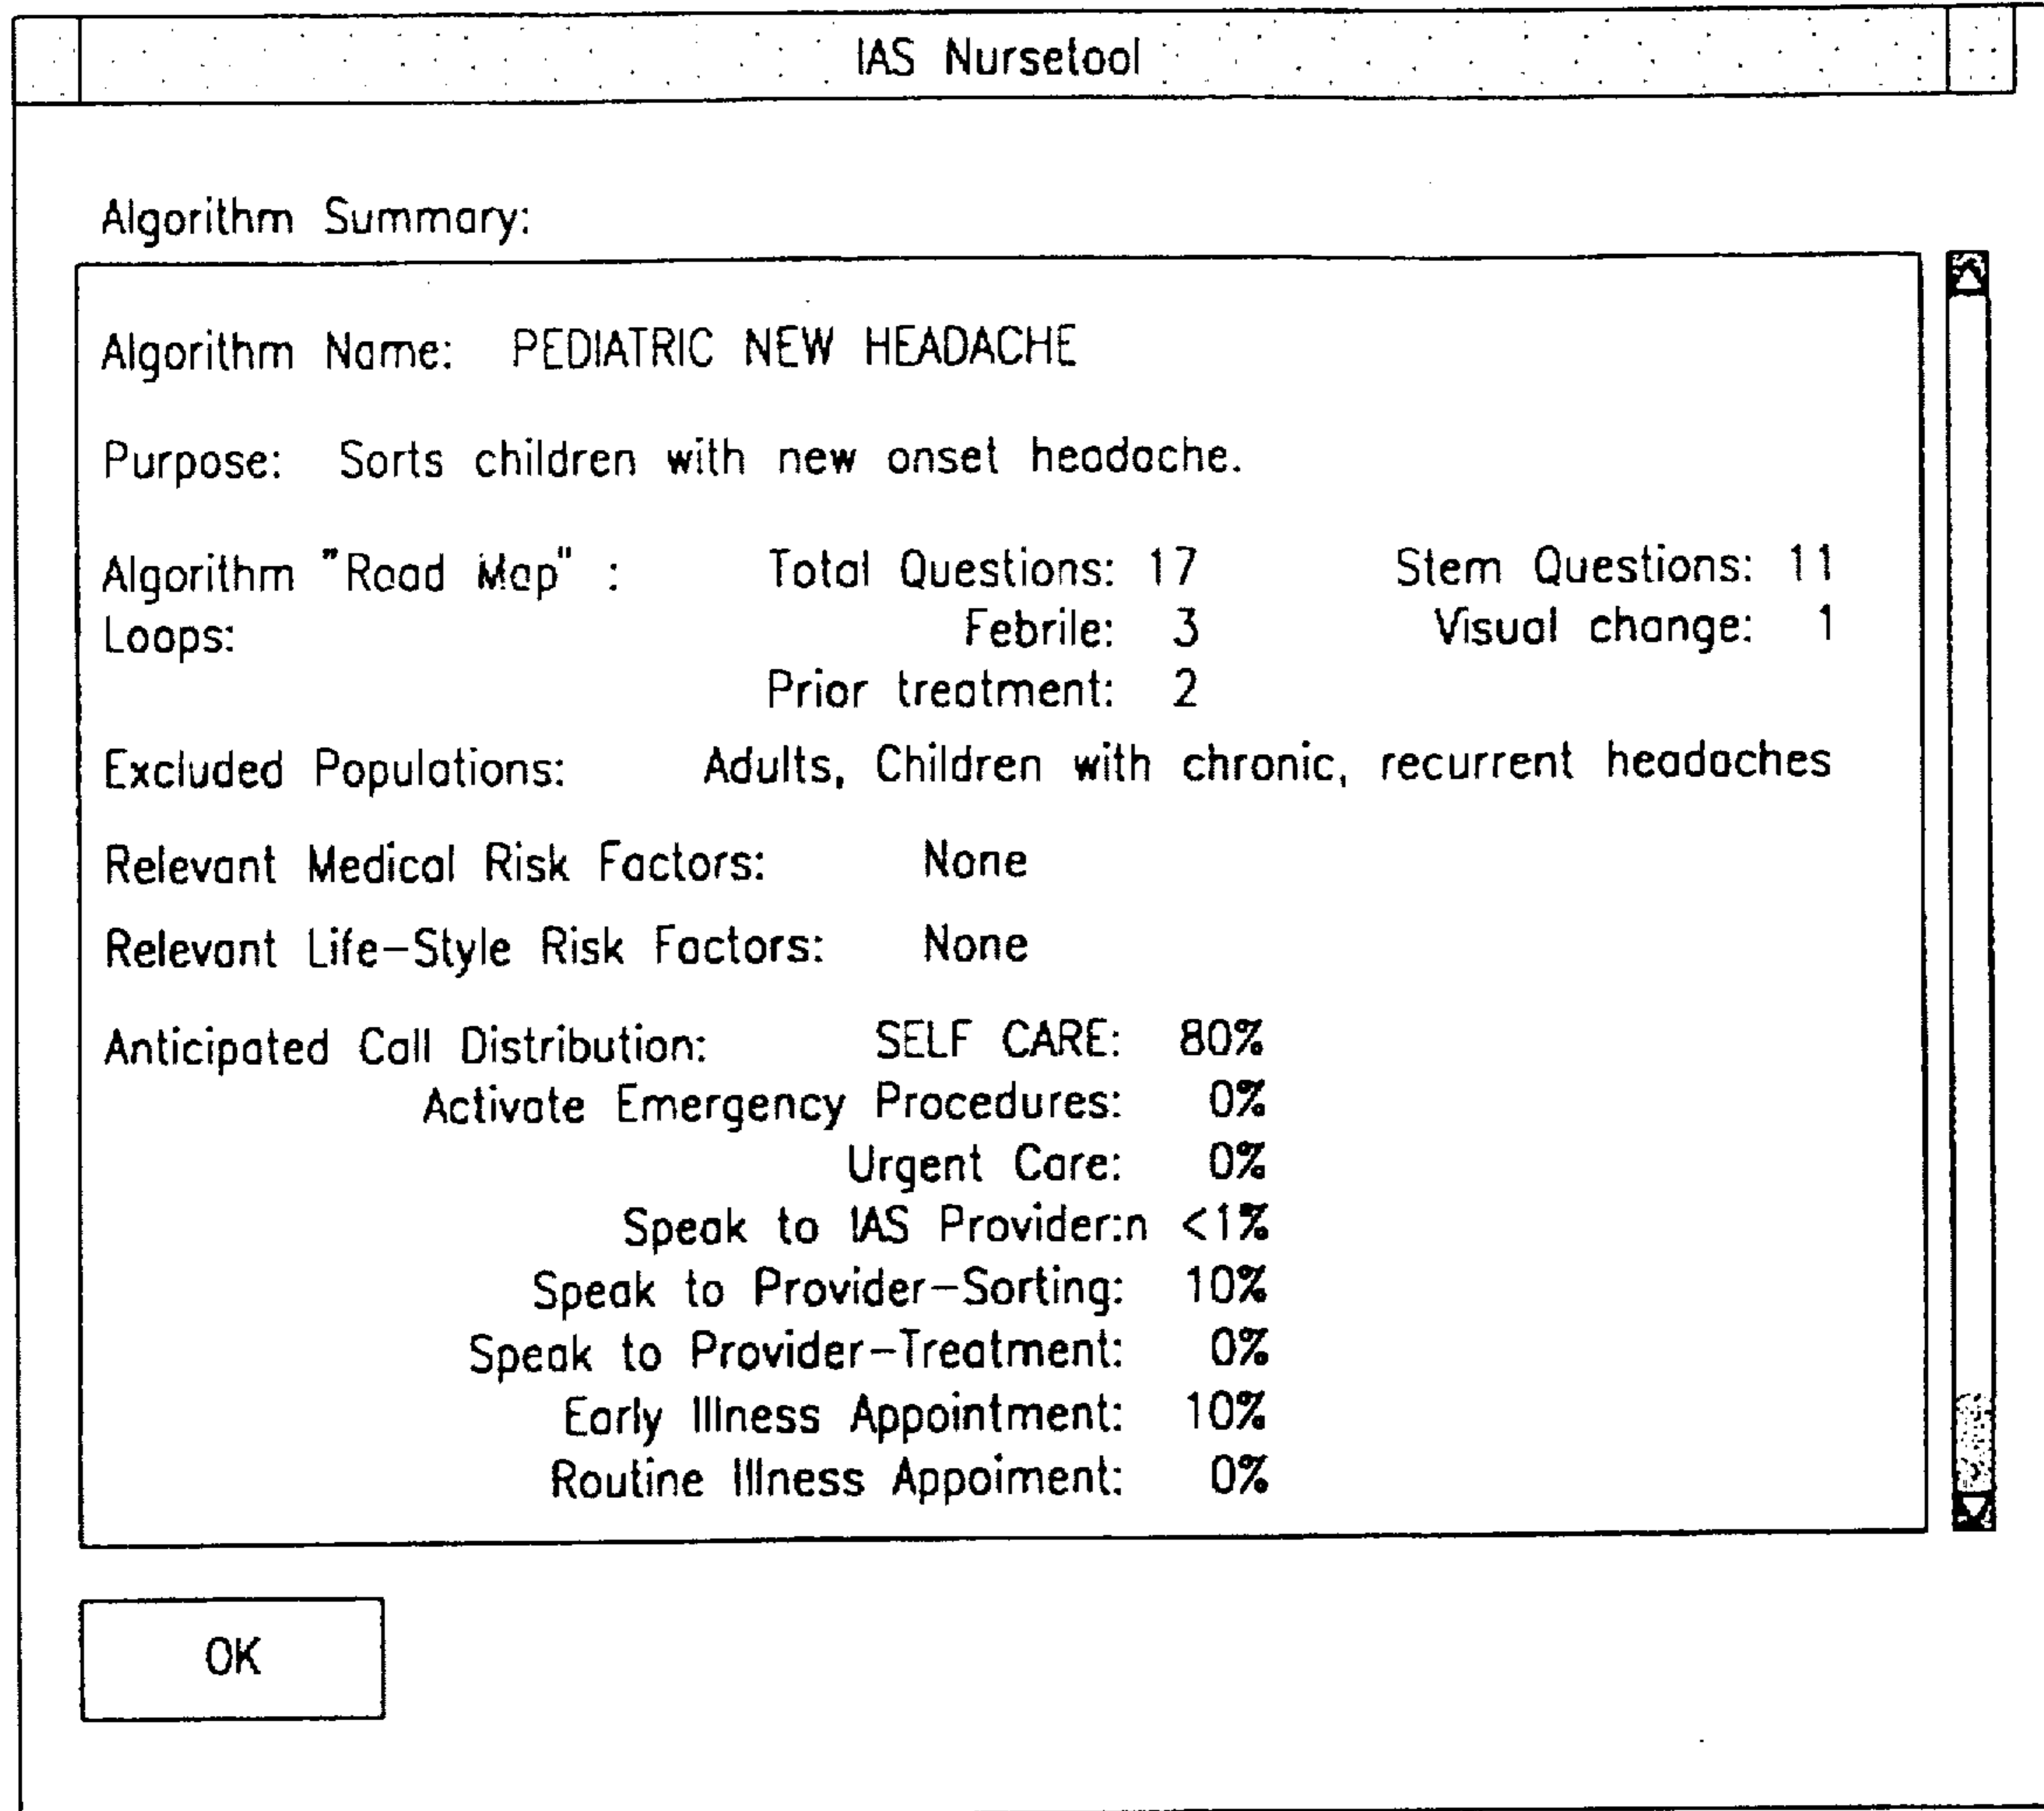 IAS Nursetool
Algorithm Summary:
Algorithm Name: PEDIATRIC NEW HEADACHE
Purpose: Sorts children with new onset headache.
Algorithm "Road Map" : Total Questions: 17 Stem Questions: 11
Loops: Febrile: 3 Visual change: 1
Prior treatment: 2
Excluded Populations: Adults, Children with chronic, recurrent headaches
Relevant Medical Risk Factors: None
Relevant Life-Style Risk Factors: None
Anticipated Call Distribution: SELF CARE: 80%
Activate Emergency Procedures: 0%
Urgent Care: 0%
Speak to IAS Provider:n <1%
Speak to Provider-Sorting: 10%
Speak to Provider-Treatment: 0%
Early Illness Appointment: 10%
Routine Illness Appoiment: 0%
OK